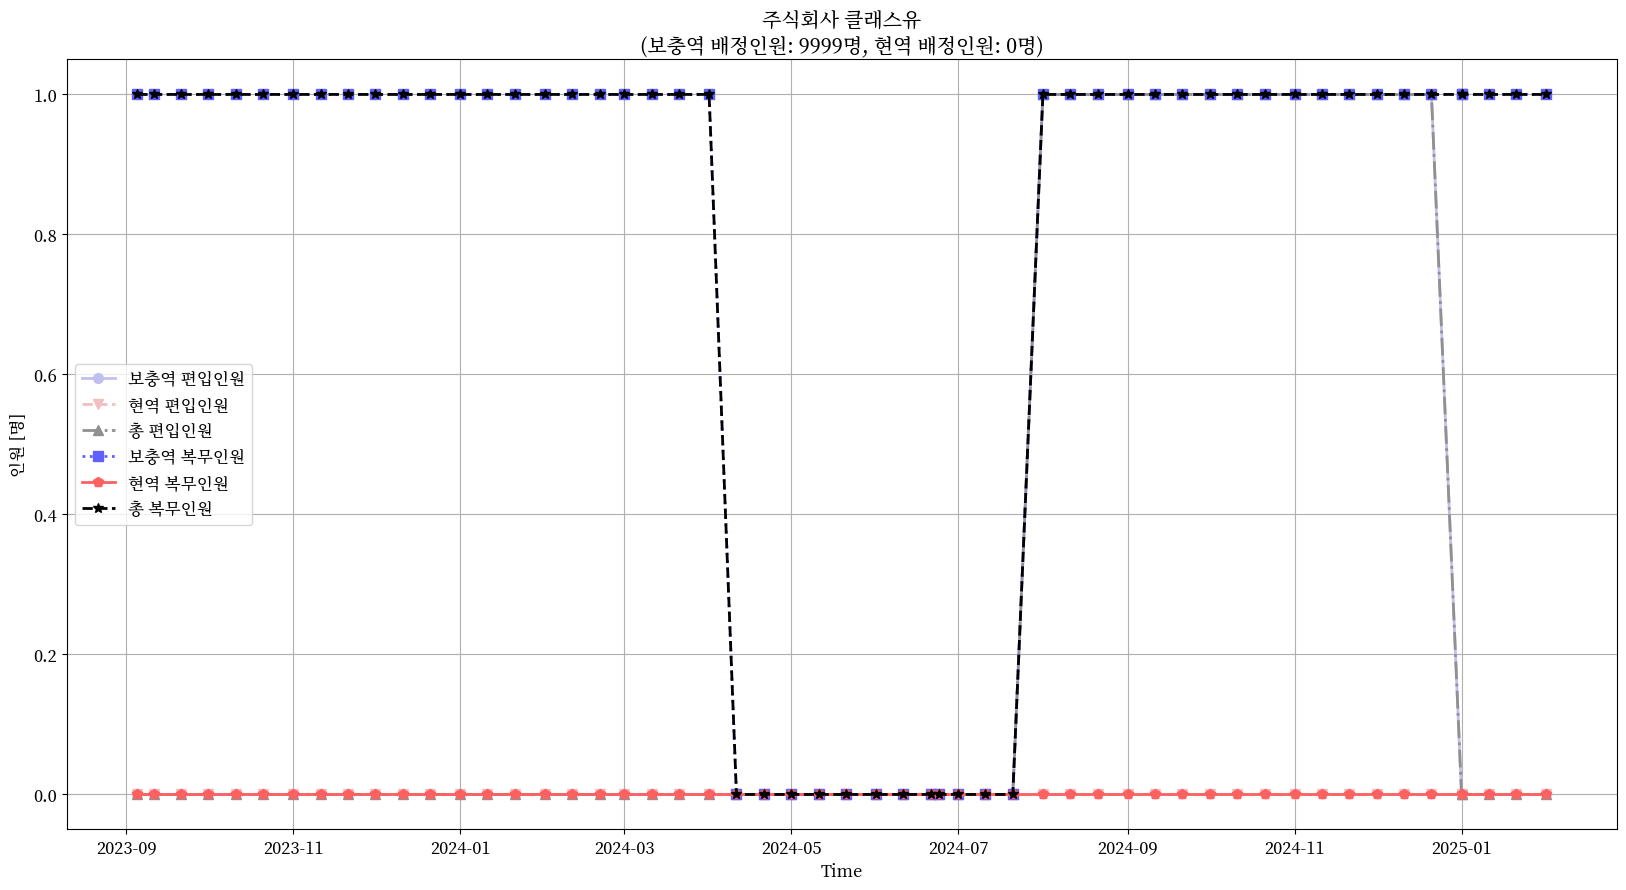 주식회사 클래스유
(보충역 배정인원: 9999명, 현역 배정인원: 0명)
1.0
0.8
0.6
0.4
0.2
0.0
인원 [명]
보충역 편입인원
현역 편입인원
총 편입인원
보충역 복무인원
현역 복무인원
총 복무인원
2023-09
2023-11
2024-01
2024-03
2024-05
2024-07
2024-09
2024-11
2025-01
Time